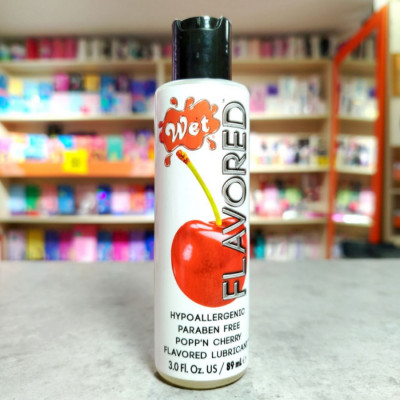 Wet
FLAVORED
HYPOALLERGENIC
PARABEN FREE
POPP'N CHERRY
FLAVORED LUBRICANT
3.0 Fl. Oz. US / 89 mL